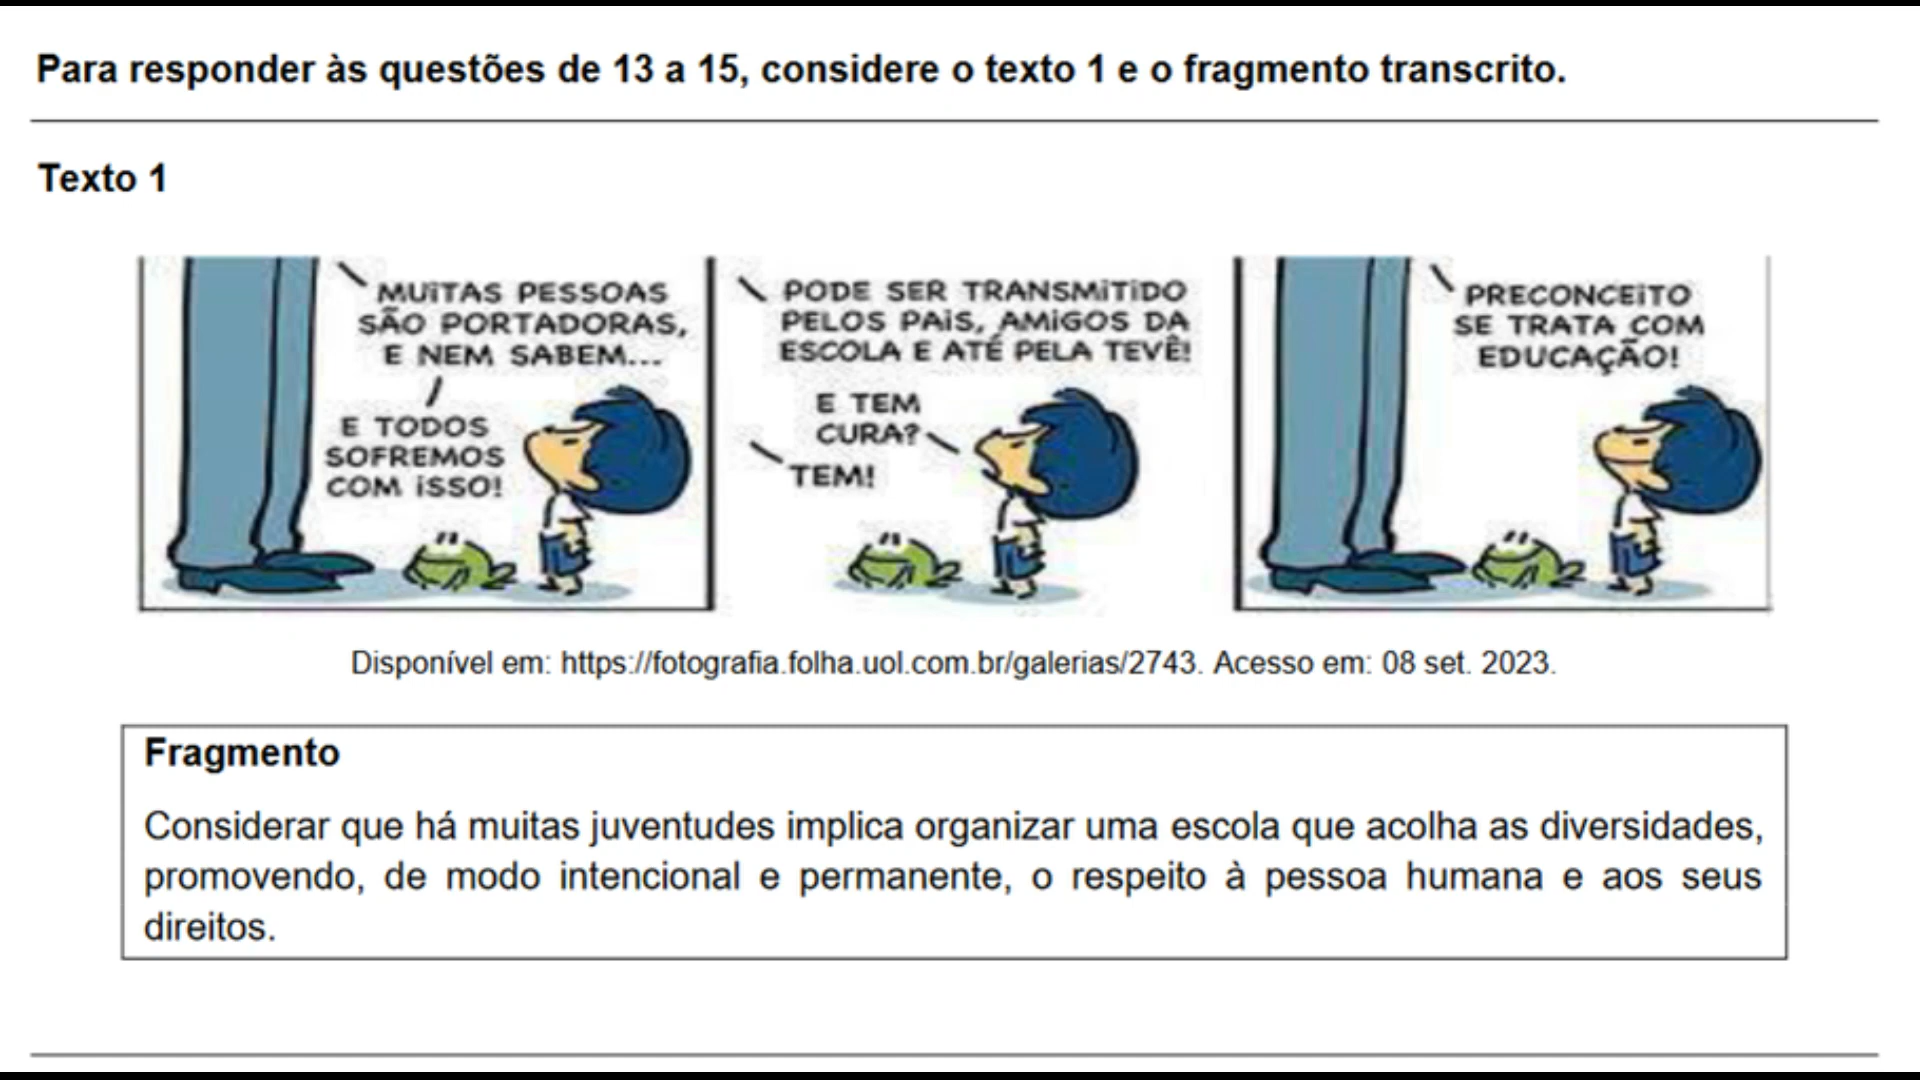 Para responder às questões de 13 a 15, considere o texto 1 e o fragmento transcrito.
Texto 1
MUiTAS PESSOAS
SÃO PORTADORAS,
E NEM SABEM...
E TODOS
SOFREMOS
COM iSSO!
PODE SER TRANSMiTiDO
PELOS PAiS, AMiGOS DA
ESCOLA E ATÉ PELA TEVÊ!
E TEM
CURA?
TEM!
PRECONCEiTO
SE TRATA COM
EDUCAÇÃO!
Disponível em: https://fotografia.folha.uol.com.br/galerias/2743. Acesso em: 08 set. 2023.
Fragmento
Considerar que há muitas juventudes implica organizar uma escola que acolha as diversidades,
promovendo, de modo intencional e permanente, o respeito à pessoa humana e aos seus
direitos.